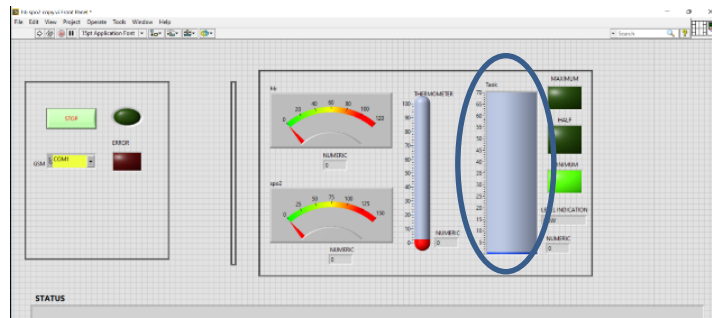 File Edit View Project Operate Tools Window Help
15pt Application Font
Search
STOP
ERROR
GSM COM1
20 40 60 80 100
0 120
NUMERIC
0
spo2
25 50 75 100 125
0 150
NUMERIC
0
THERMOMETER
100
90
80
70
60
50
40
30
20
10
0
NUMERIC
0
Tank
70
65
60
55
50
45
40
35
30
25
20
15
10
5
MAXIMUM
HALF
MINIMUM
LEVEL INDICATION
NUMERIC
0
STATUS